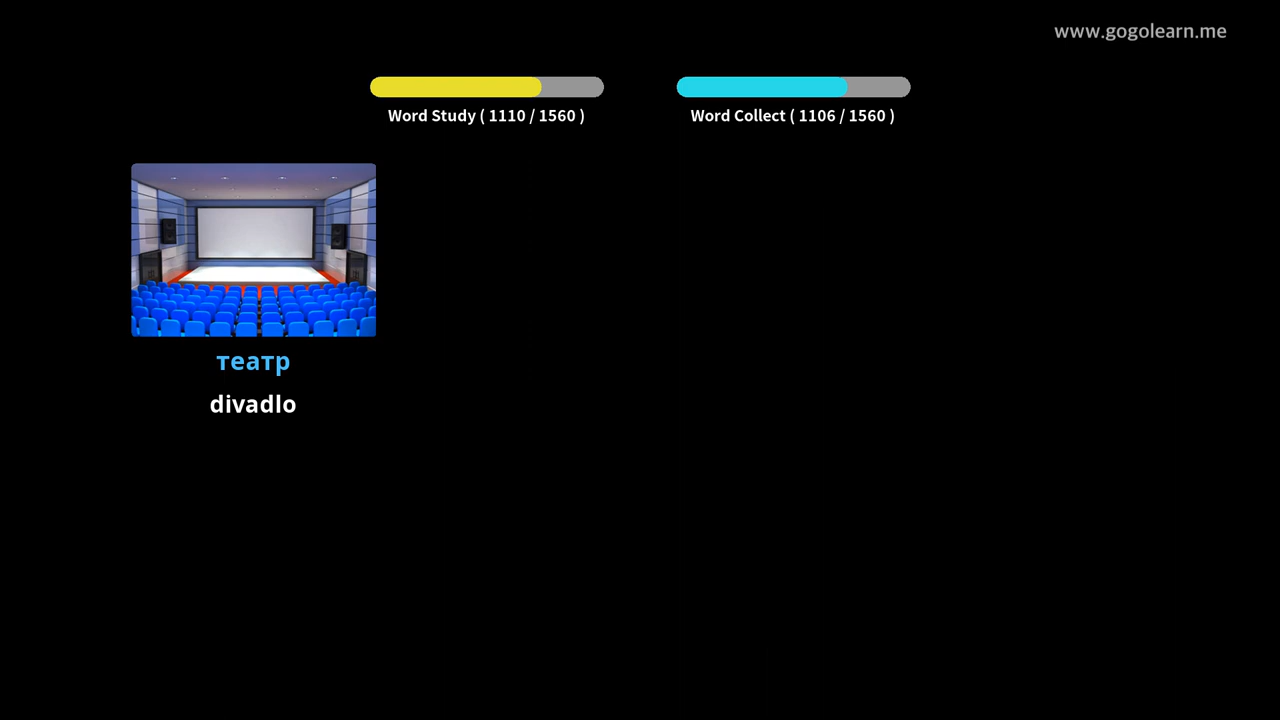 www.gogolearn.me
Word Study ( 1110 / 1560 )
Word Collect ( 1106 / 1560 )
театр
divadlo